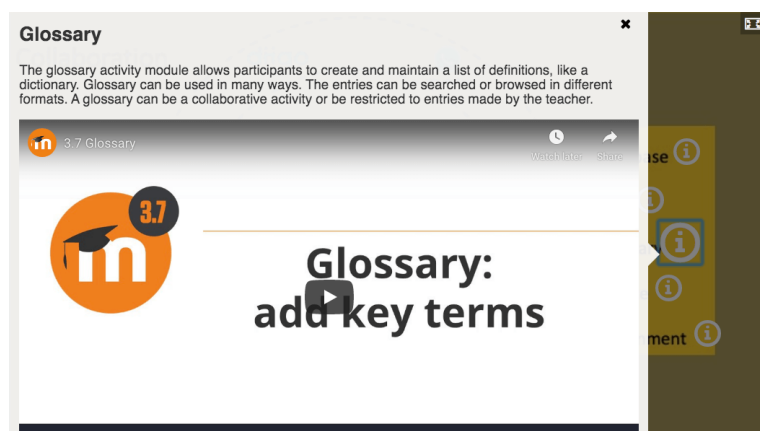 Glossary
The glossary activity module allows participants to create and maintain a list of definitions, like a
dictionary. Glossary can be used in many ways. The entries can be searched or browsed in different
formats. A glossary can be a collaborative activity or be restricted to entries made by the teacher.
m 3.7 Glossary
Watch later Share
3.7
m
Glossary:
add key terms
ase i
i
i
i
ment i